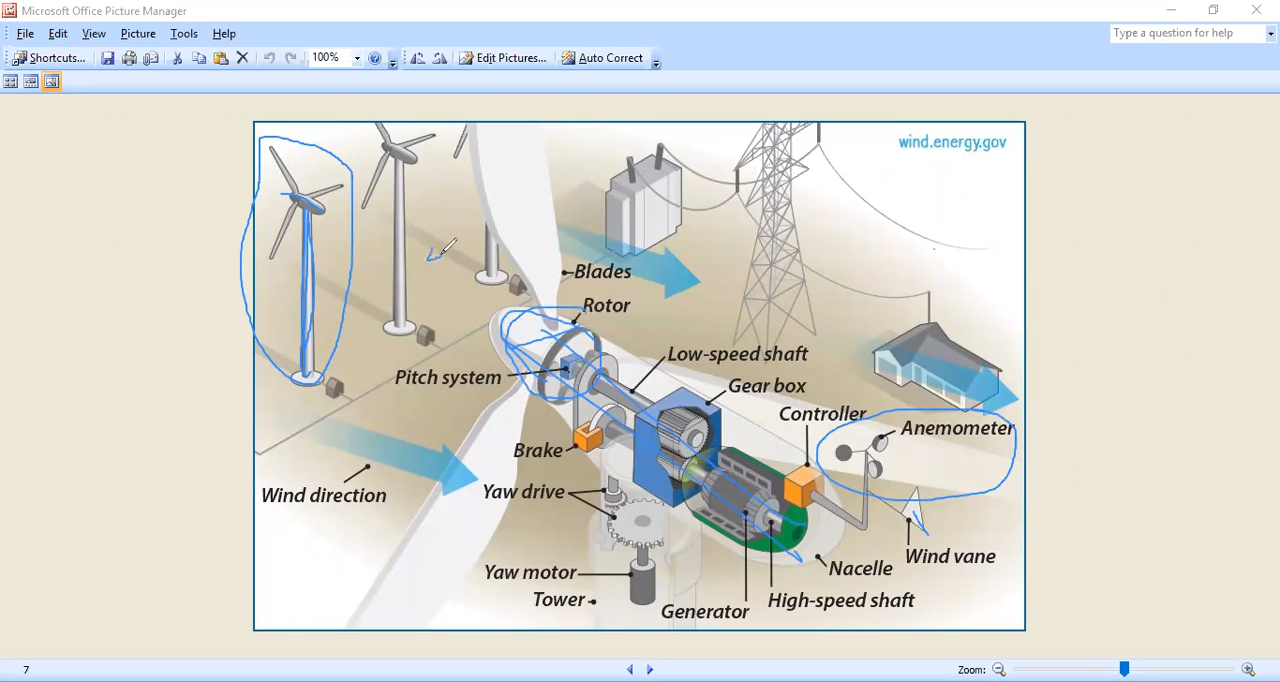 Microsoft Office Picture Manager
File Edit View Picture Tools Help
Type a question for help
Shortcuts... 100% Edit Pictures... Auto Correct
wind.energy.gov
Blades
Rotor
Low-speed shaft
Pitch system
Gear box
Controller
Anemometer
Brake
Yaw drive
Wind direction
Wind vane
Nacelle
Yaw motor
Tower
High-speed shaft
Generator
7
Zoom: